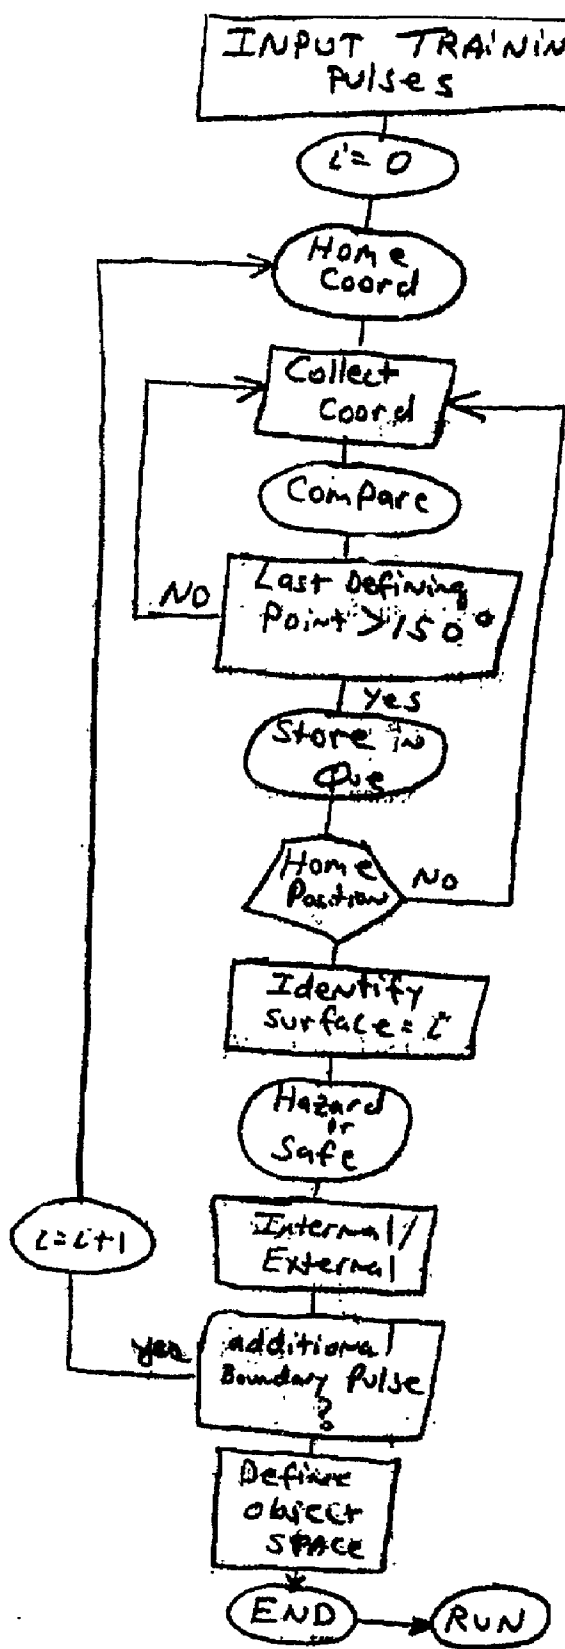 INPUT TRAININ
Pulses
i = 0
Home
Coord
Collect
Coord
Compare
Last Defining
Point > 150°
NO
Yes
Store in
Que
Home
Position
NO
Identify
Surface = i
Hazard
or
Safe
Internal/
External
i = i + 1
yes
additional
Boundary Pulse
?
Define
object
SPACE
END
RUN